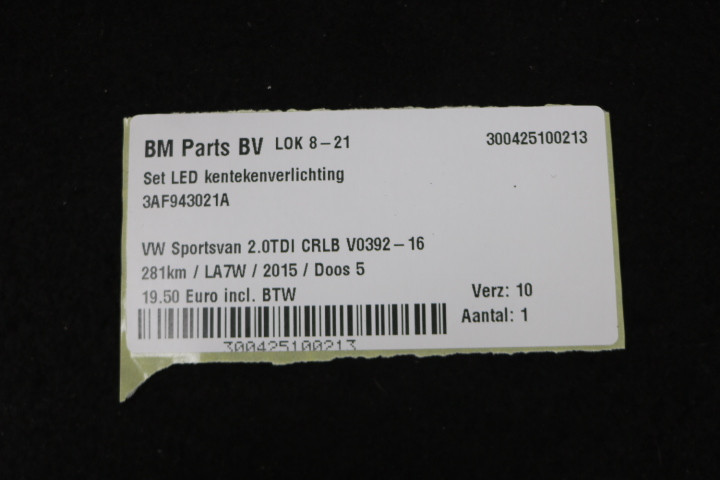 BM Parts BV LOK 8-21 300425100213
Set LED kentekenverlichting
3AF943021A
VW Sportsvan 2.0TDI CRLB V0392-16
281km / LA7W / 2015 / Doos 5
19.50 Euro incl. BTW Verz: 10
Aantal: 1
300425100213